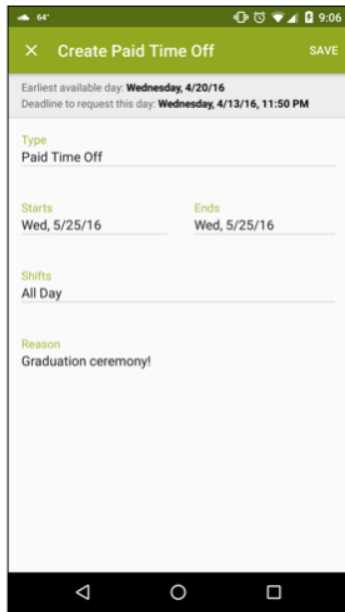 64° 9:06
Create Paid Time Off SAVE
Earliest available day: Wednesday, 4/20/16
Deadline to request this day: Wednesday, 4/13/16, 11:50 PM
Type
Paid Time Off
Starts Ends
Wed, 5/25/16 Wed, 5/25/16
Shifts
All Day
Reason
Graduation ceremony!